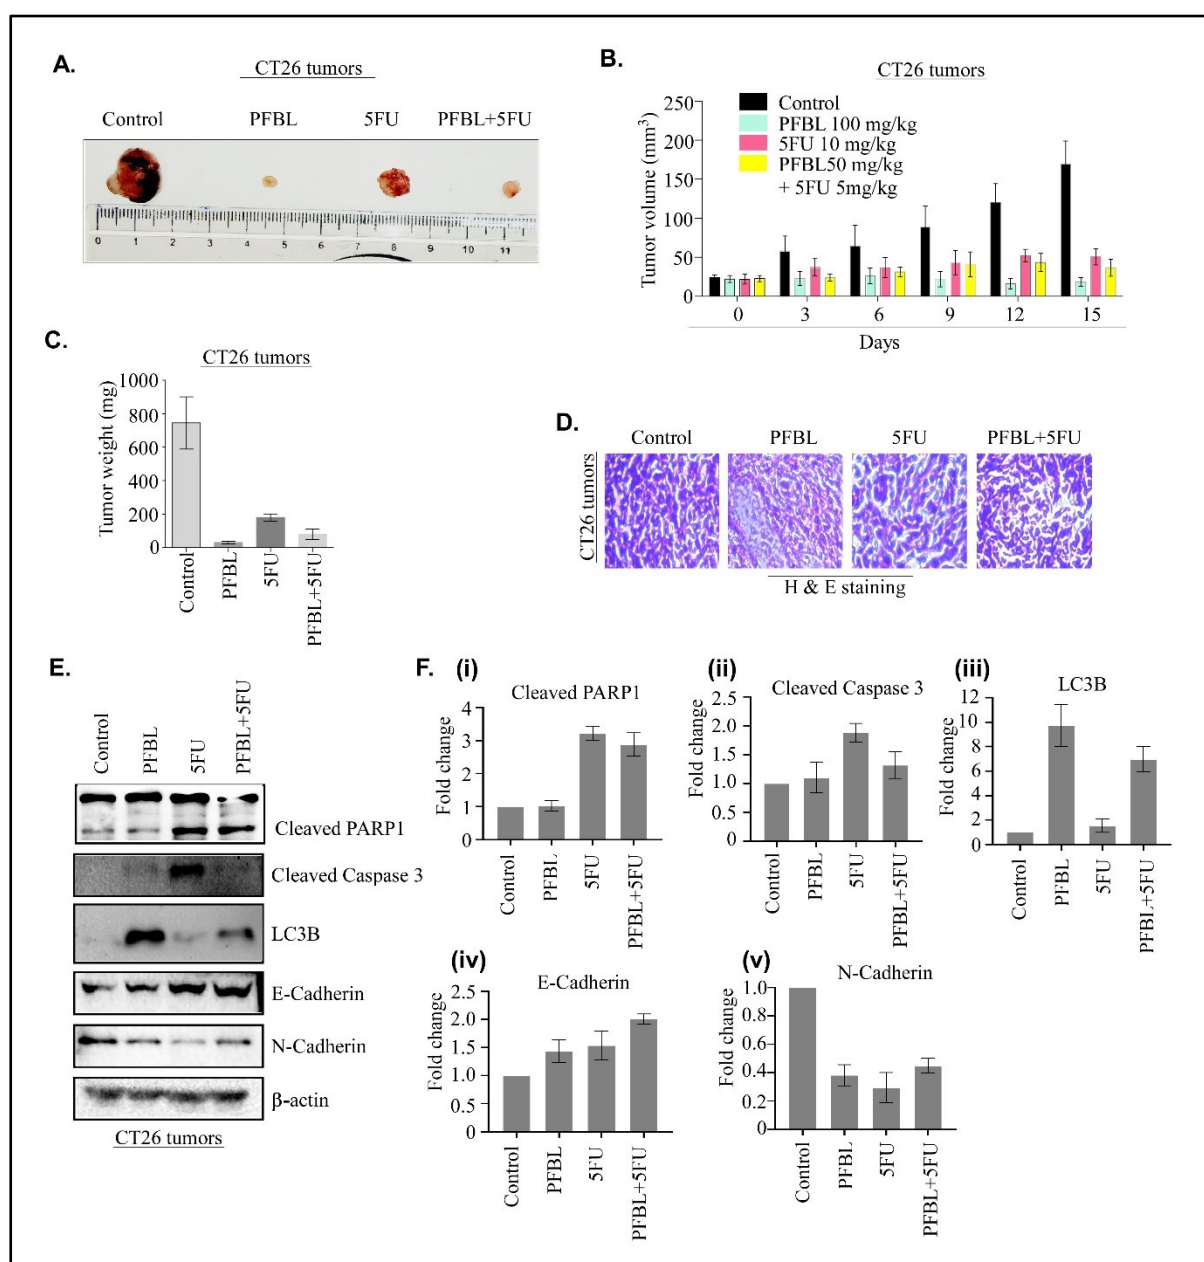 A.
CT26 tumors
Control PFBL 5FU PFBL+5FU
0 1 2 3 4 5 6 7 8 9 10 11
B.
CT26 tumors
Control
PFBL 100 mg/kg
5FU 10 mg/kg
PFBL50 mg/kg
+ 5FU 5mg/kg
Tumor volume (mm³)
250
200
150
100
50
0
0 3 6 9 12 15
Days
C.
CT26 tumors
Tumor weight (mg)
1000
800
600
400
200
0
Control PFBL 5FU PFBL+5FU
D.
Control PFBL 5FU PFBL+5FU
CT26 tumors
H & E staining
E.
Control PFBL 5FU PFBL+5FU
Cleaved PARP1
Cleaved Caspase 3
LC3B
E-Cadherin
N-Cadherin
β-actin
CT26 tumors
F. (i)
Cleaved PARP1
Fold change
4
3
2
1
0
Control PFBL 5FU PFBL+5FU
(ii)
Cleaved Caspase 3
Fold change
2.5
2.0
1.5
1.0
0.5
0
Control PFBL 5FU PFBL+5FU
(iii)
LC3B
Fold change
12
10
8
6
4
2
0
Control PFBL 5FU PFBL+5FU
(iv)
E-Cadherin
Fold change
2.5
2.0
1.5
1.0
0.5
0
Control PFBL 5FU PFBL+5FU
(v)
N-Cadherin
Fold change
1.0
0.8
0.6
0.4
0.2
0
Control PFBL 5FU PFBL+5FU